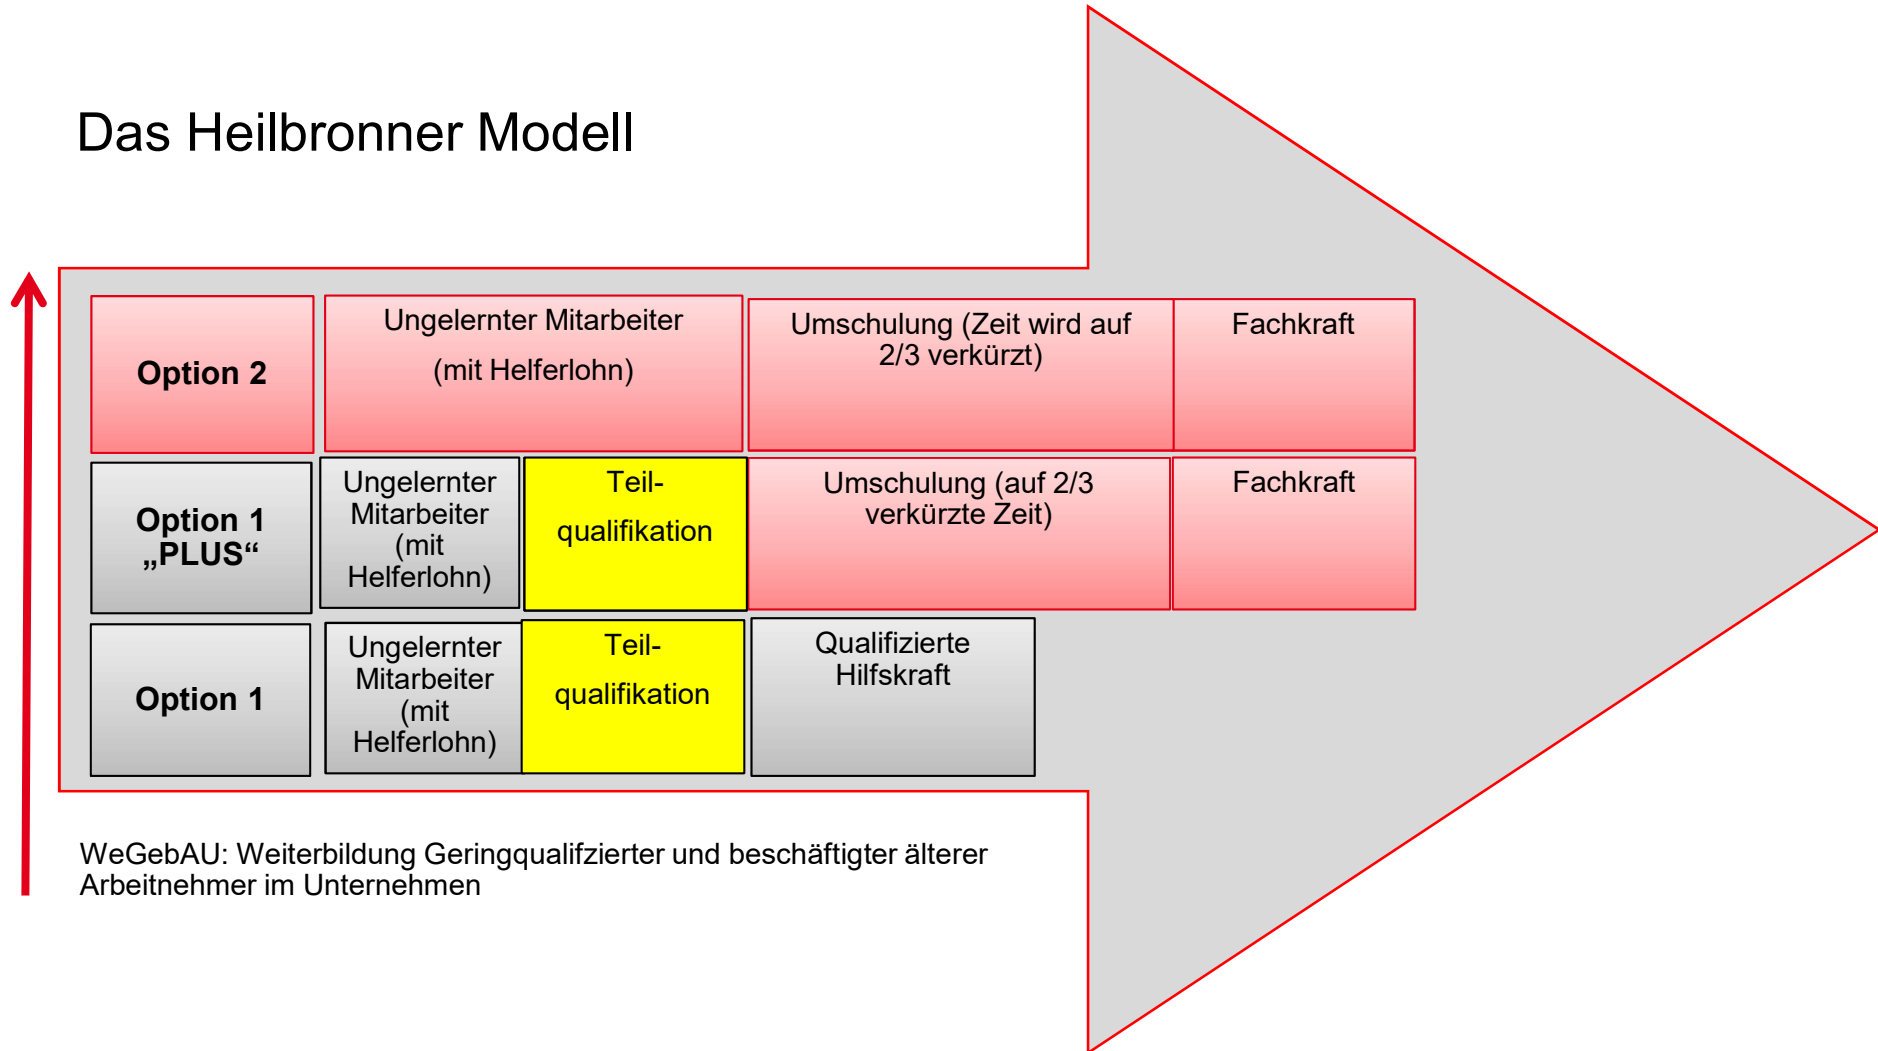 Das Heilbronner Modell
Option 2
Ungelernter Mitarbeiter
(mit Helferlohn)
Umschulung (Zeit wird auf
2/3 verkürzt)
Fachkraft
Option 1
„PLUS“
Ungelernter
Mitarbeiter
(mit
Helferlohn)
Teil-
qualifikation
Umschulung (auf 2/3
verkürzte Zeit)
Fachkraft
Option 1
Ungelernter
Mitarbeiter
(mit
Helferlohn)
Teil-
qualifikation
Qualifizierte
Hilfskraft
WeGebAU: Weiterbildung Geringqualifzierter und beschäftigter älterer
Arbeitnehmer im Unternehmen